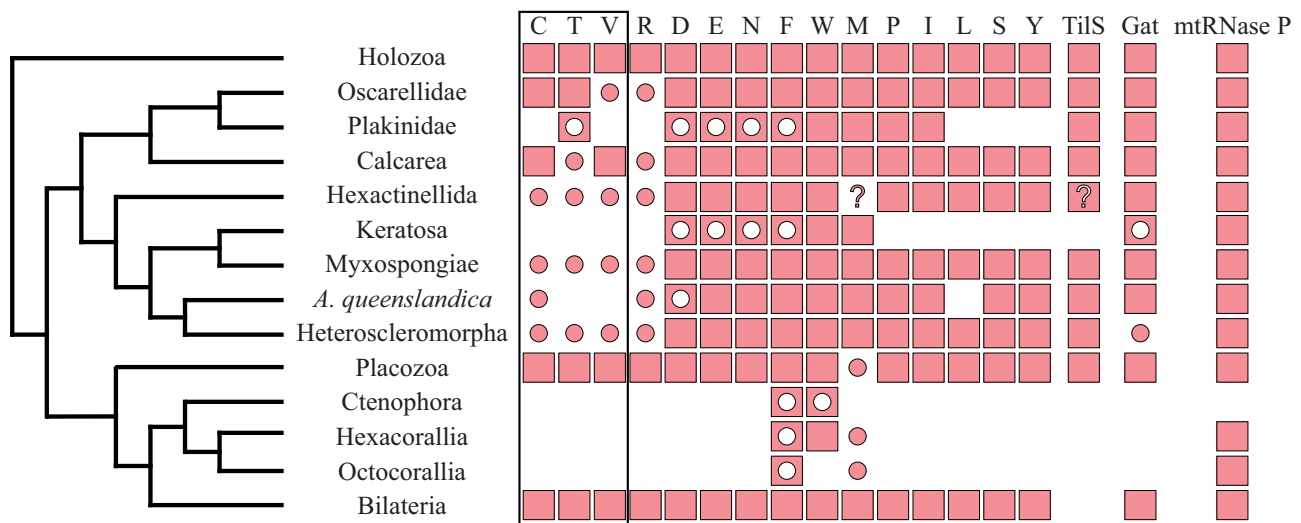 C T V R D E N F W M P I L S Y TilS Gat mtRNase P
Holozoa
Oscarellidae
Plakinidae
Calcarea
Hexactinellida ? ?
Keratosa
Myxospongiae
A. queenslandica
Heteroscleromorpha
Placozoa
Ctenophora
Hexacorallia
Octocorallia
Bilateria